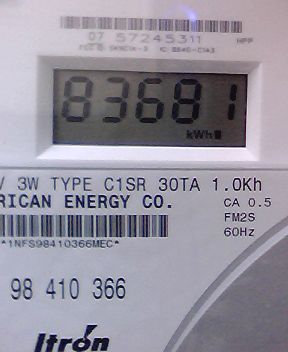 07 57245311
83681
kWh
V 3W TYPE C1SR 30TA 1.0Kh
RICAN ENERGY CO. CA 0.5
FM2S
60Hz
*1NFS98410366MEC*
98 410 366
Itron